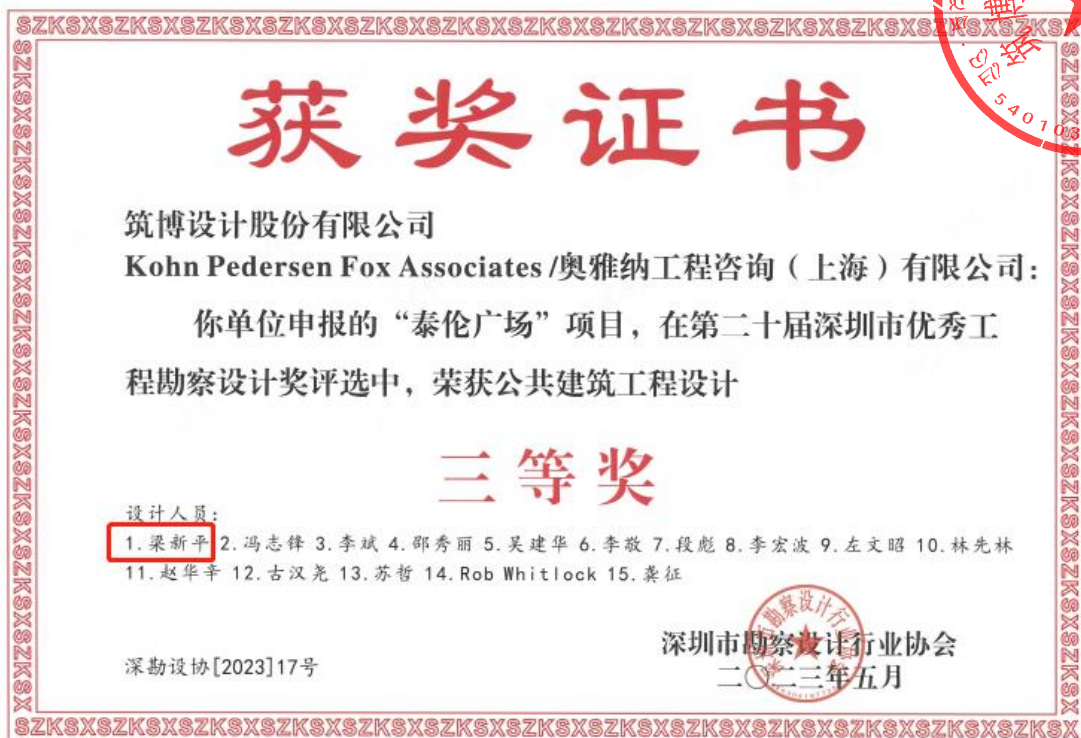 SZKSXSZKSXSZKSXSZKSXSZKSXSZKSXSZKSXSZKSXSZKSXSZKSX
获奖证书
筑博设计股份有限公司
Kohn Pedersen Fox Associates /奥雅纳工程咨询（上海）有限公司：
你单位申报的“泰伦广场”项目，在第二十届深圳市优秀工
程勘察设计奖评选中，荣获公共建筑工程设计
三等奖
设计人员：
1.梁新平 2.冯志锋 3.李斌 4.邵秀丽 5.吴建华 6.李敬 7.段彪 8.李宏波 9.左文昭 10.林先林
11.赵华辛 12.古汉尧 13.苏哲 14.Rob Whitlock 15.龚征
深圳市勘察设计行业协会
深勘设协[2023]17号
二〇二三年五月
筑博
540103